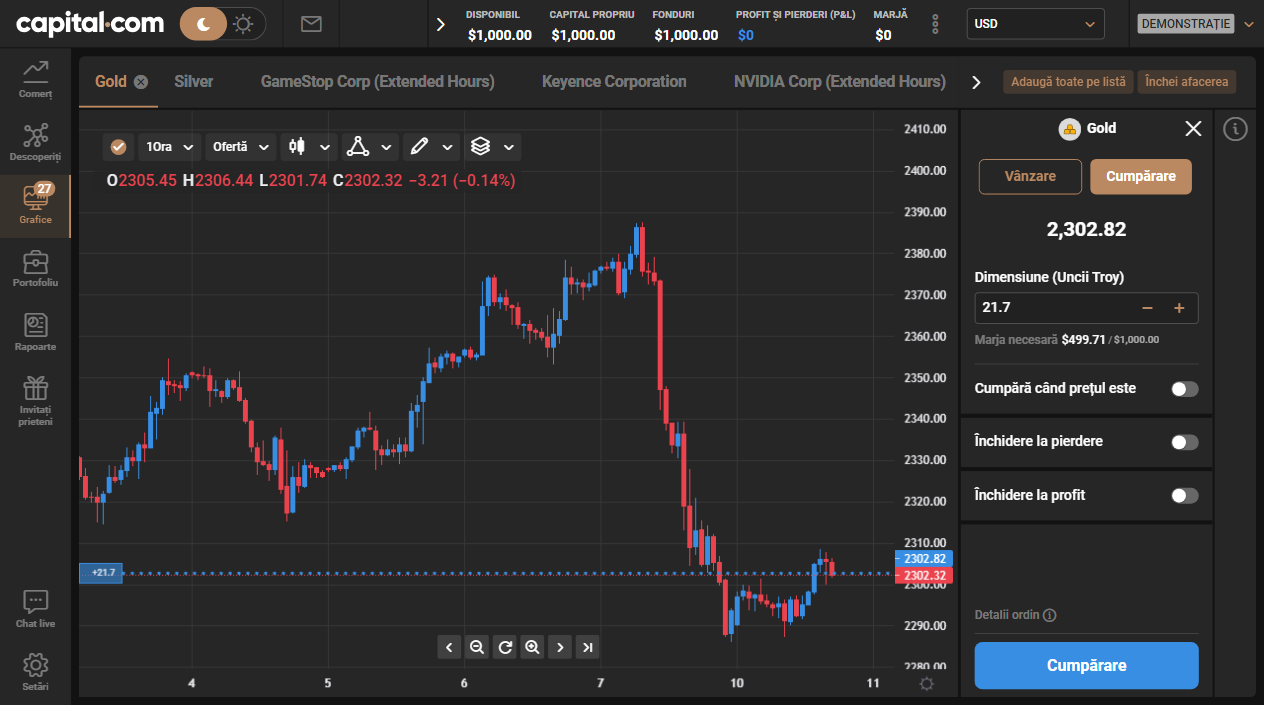 capital.com
DISPONIBIL
$1,000.00
CAPITAL PROPRIU
$1,000.00
FONDURI
$1,000.00
PROFIT ȘI PIERDERI (P&L)
$0
MARJĂ
$0
USD
DEMONSTRAȚIE
Comerț
Descoperiți
27
Grafice
Portofoliu
Rapoarte
Invitați
prieteni
Chat live
Setări
Gold
Silver
GameStop Corp (Extended Hours)
Keyence Corporation
NVIDIA Corp (Extended Hours)
Adaugă toate pe listă
Închei afacerea
1Ora
Ofertă
O2305.45 H2306.44 L2301.74 C2302.32 −3.21 (−0.14%)
2410.00
2400.00
2390.00
2380.00
2370.00
2360.00
2350.00
2340.00
2330.00
2320.00
2310.00
2302.82
2302.32
2300.00
2290.00
2280.00
+21.7
4 5 6 7 10 11
Gold
Vânzare
Cumpărare
2,302.82
Dimensiune (Uncii Troy)
21.7 − +
Marja necesară $499.71 / $1,000.00
Cumpără când prețul este
Închidere la pierdere
Închidere la profit
Detalii ordin
Cumpărare